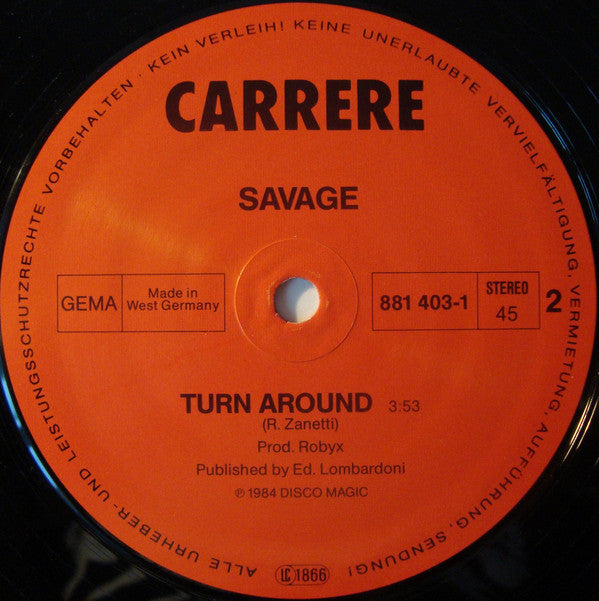 ALLE URHEBER- UND LEISTUNGSSCHUTZRECHTE VORBEHALTEN · KEIN VERLEIH! KEINE UNERLAUBTE VERVIELFÄLTIGUNG, VERMIETUNG, AUFFÜHRUNG, SENDUNG!
CARRERE
SAVAGE
GEMA
Made in
West Germany
881 403-1
STEREO
45
2
TURN AROUND 3:53
(R. Zanetti)
Prod. Robyx
Published by Ed. Lombardoni
℗ 1984 DISCO MAGIC
LC 1866